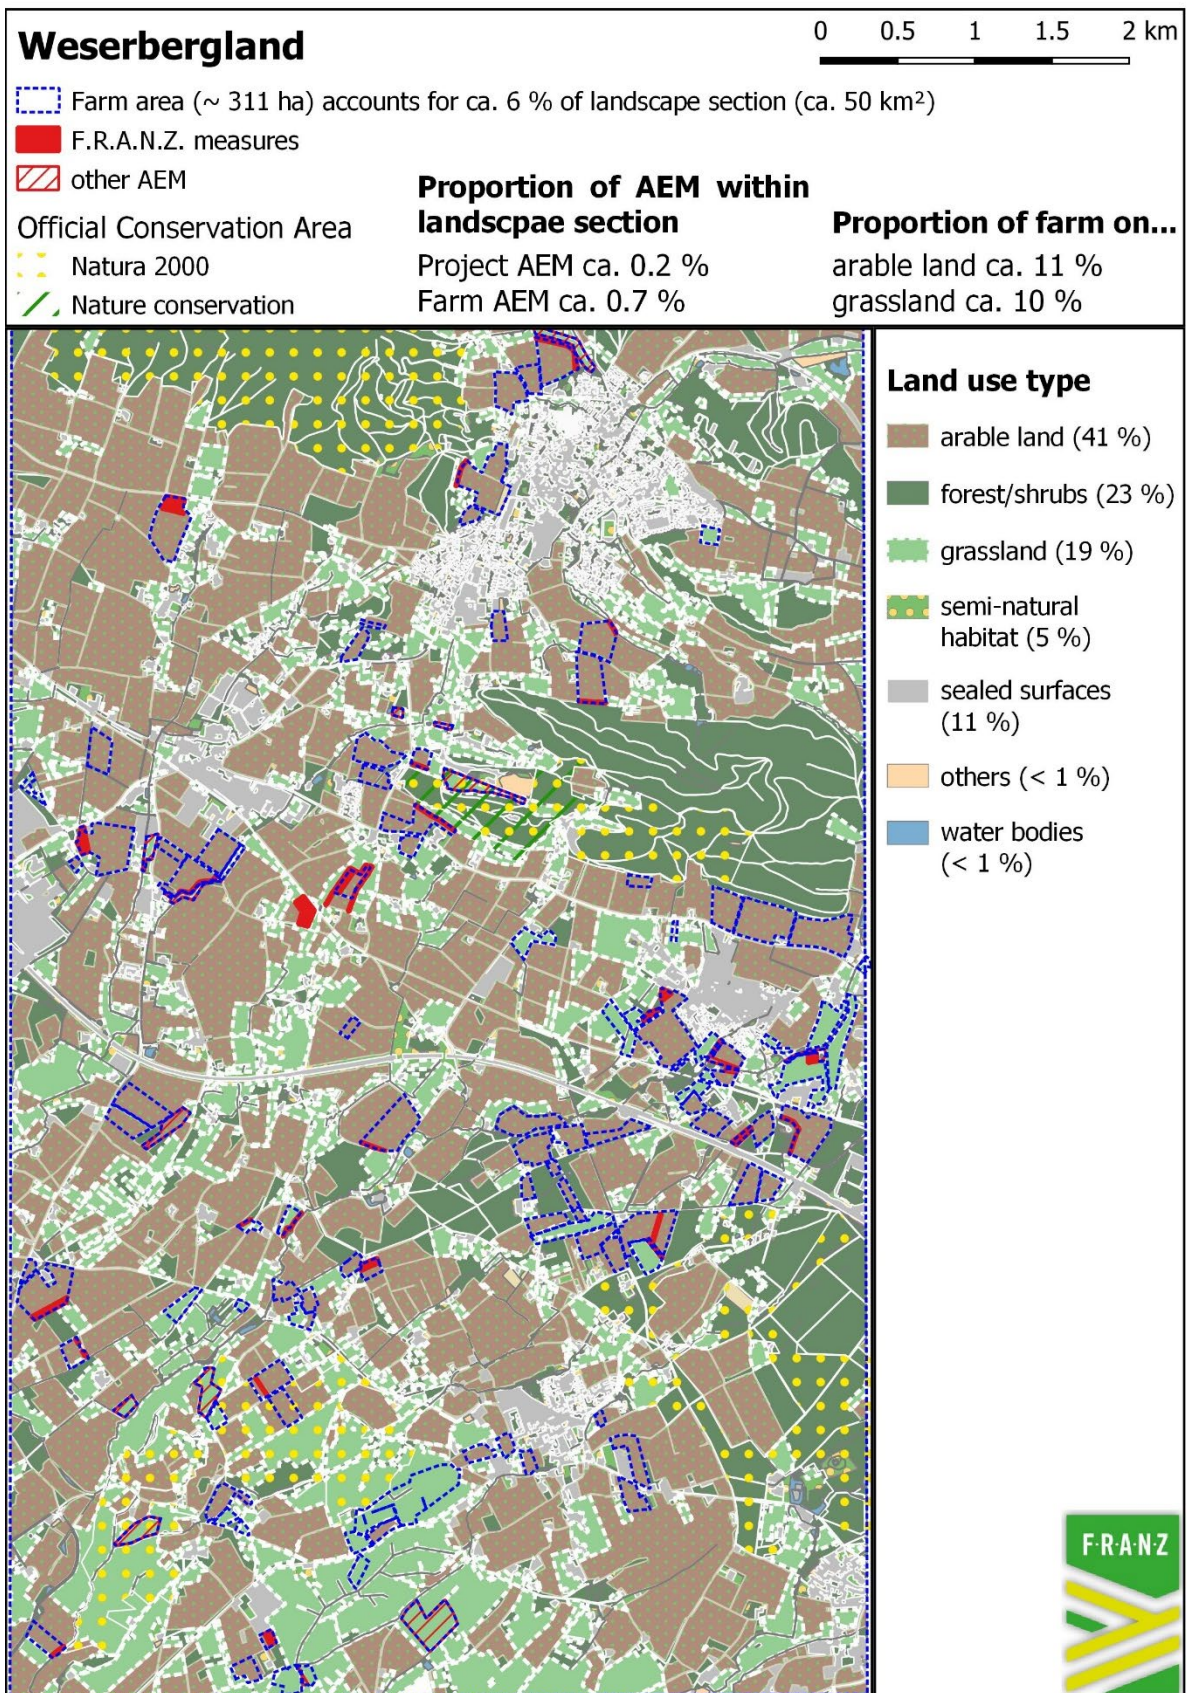 Weserbergland
0 0.5 1 1.5 2 km
Farm area (~ 311 ha) accounts for ca. 6 % of landscape section (ca. 50 km²)
F.R.A.N.Z. measures
other AEM
Official Conservation Area
Natura 2000
Nature conservation
Proportion of AEM within
landscpae section
Project AEM ca. 0.2 %
Farm AEM ca. 0.7 %
Proportion of farm on...
arable land ca. 11 %
grassland ca. 10 %
Land use type
arable land (41 %)
forest/shrubs (23 %)
grassland (19 %)
semi-natural
habitat (5 %)
sealed surfaces
(11 %)
others (< 1 %)
water bodies
(< 1 %)
F·R·A·N·Z